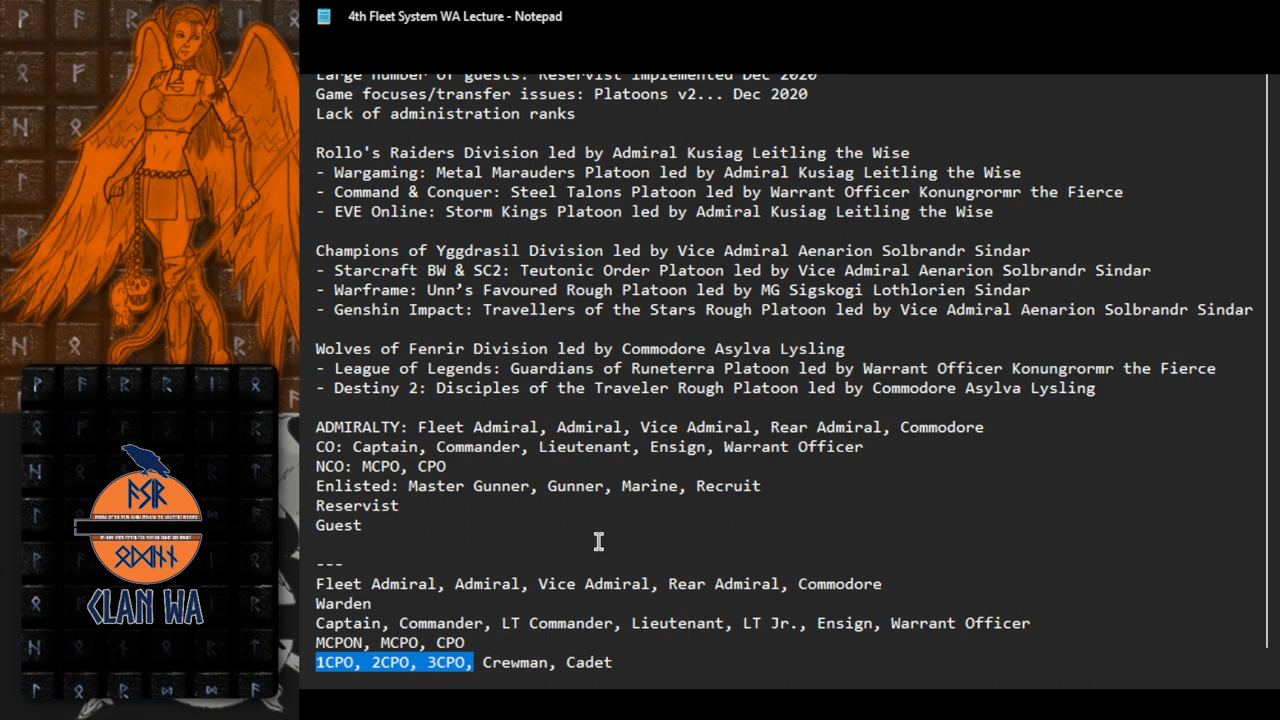 4th Fleet System WA Lecture - Notepad
Large number of guests: Reservist implemented Dec 2020
Game focuses/transfer issues: Platoons v2... Dec 2020
Lack of administration ranks
Rollo's Raiders Division led by Admiral Kusiag Leitling the Wise
- Wargaming: Metal Marauders Platoon led by Admiral Kusiag Leitling the Wise
- Command & Conquer: Steel Talons Platoon led by Warrant Officer Konungrormr the Fierce
- EVE Online: Storm Kings Platoon led by Admiral Kusiag Leitling the Wise
Champions of Yggdrasil Division led by Vice Admiral Aenarion Solbrandr Sindar
- Starcraft BW & SC2: Teutonic Order Platoon led by Vice Admiral Aenarion Solbrandr Sindar
- Warframe: Unn’s Favoured Rough Platoon led by MG Sigskogi Lothlorien Sindar
- Genshin Impact: Travellers of the Stars Rough Platoon led by Vice Admiral Aenarion Solbrandr Sindar
Wolves of Fenrir Division led by Commodore Asylva Lysling
- League of Legends: Guardians of Runeterra Platoon led by Warrant Officer Konungrormr the Fierce
- Destiny 2: Disciples of the Traveler Rough Platoon led by Commodore Asylva Lysling
ADMIRALTY: Fleet Admiral, Admiral, Vice Admiral, Rear Admiral, Commodore
CO: Captain, Commander, Lieutenant, Ensign, Warrant Officer
NCO: MCPO, CPO
Enlisted: Master Gunner, Gunner, Marine, Recruit
Reservist
Guest
---
Fleet Admiral, Admiral, Vice Admiral, Rear Admiral, Commodore
Warden
Captain, Commander, LT Commander, Lieutenant, LT Jr., Ensign, Warrant Officer
MCPON, MCPO, CPO
1CPO, 2CPO, 3CPO, Crewman, Cadet
CLAN WA